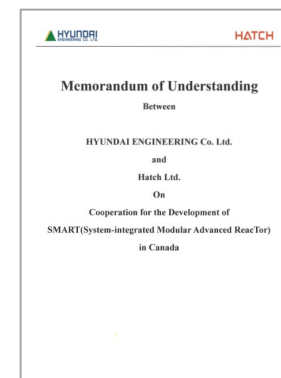 HYUNDAI
ENGINEERING CO. LTD.
HATCH
Memorandum of Understanding
Between
HYUNDAI ENGINEERING Co. Ltd.
and
Hatch Ltd.
On
Cooperation for the Development of
SMART(System-integrated Modular Advanced ReacTor)
in Canada